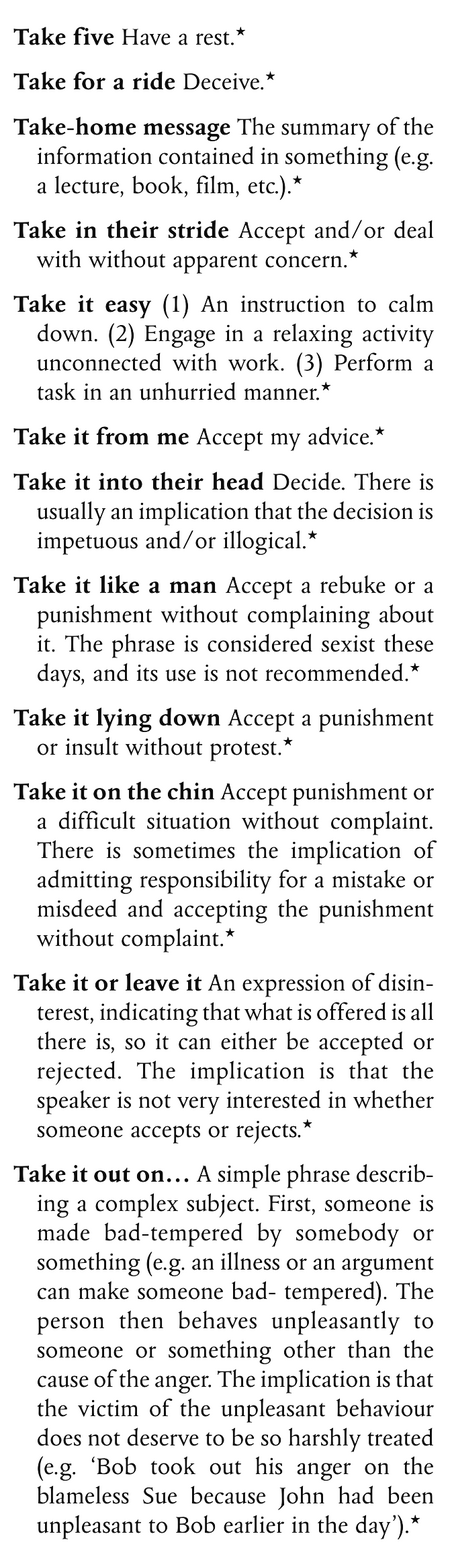 Take five Have a rest.★
Take for a ride Deceive.★
Take-home message The summary of the
information contained in something (e.g.
a lecture, book, film, etc.).★
Take in their stride Accept and/or deal
with without apparent concern.★
Take it easy (1) An instruction to calm
down. (2) Engage in a relaxing activity
unconnected with work. (3) Perform a
task in an unhurried manner.★
Take it from me Accept my advice.★
Take it into their head Decide. There is
usually an implication that the decision is
impetuous and/or illogical.★
Take it like a man Accept a rebuke or a
punishment without complaining about
it. The phrase is considered sexist these
days, and its use is not recommended.★
Take it lying down Accept a punishment
or insult without protest.★
Take it on the chin Accept punishment or
a difficult situation without complaint.
There is sometimes the implication of
admitting responsibility for a mistake or
misdeed and accepting the punishment
without complaint.★
Take it or leave it An expression of disin-
terest, indicating that what is offered is all
there is, so it can either be accepted or
rejected. The implication is that the
speaker is not very interested in whether
someone accepts or rejects.★
Take it out on… A simple phrase describ-
ing a complex subject. First, someone is
made bad-tempered by somebody or
something (e.g. an illness or an argument
can make someone bad- tempered). The
person then behaves unpleasantly to
someone or something other than the
cause of the anger. The implication is that
the victim of the unpleasant behaviour
does not deserve to be so harshly treated
(e.g. ‘Bob took out his anger on the
blameless Sue because John had been
unpleasant to Bob earlier in the day’).★